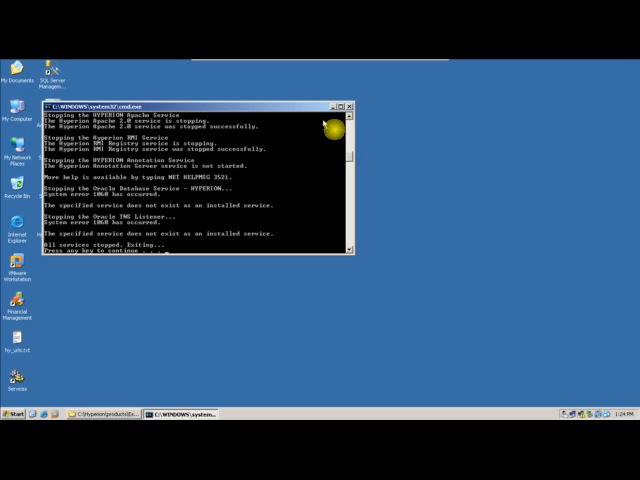 My Documents
SQL Server
Managem...
My Computer
My Network
Places
Recycle Bin
Internet
Explorer
VMware
Workstation
Financial
Management
Services
C:\WINDOWS\system32\cmd.exe
Stopping the HYPERION Apache Service
The Hyperion Apache 2.0 service is stopping.
The Hyperion Apache 2.0 service was stopped successfully.
Stopping the Hyperion RMI Service
The Hyperion RMI Registry service is stopping.
The Hyperion RMI Registry service was stopped successfully.
Stopping the HYPERION Annotation Service
The Hyperion Annotation Server service is not started.
More help is available by typing NET HELPMSG 3521.
Stopping the Oracle Database Service - HYPERION...
System error 1060 has occurred.
The specified service does not exist as an installed service.
Stopping the Oracle TNS Listener...
System error 1060 has occurred.
The specified service does not exist as an installed service.
All services stopped. Exiting...
Press any key to continue . . . _
Start
C:\Hyperion\products\Es...
C:\WINDOWS\system...
1:24 PM